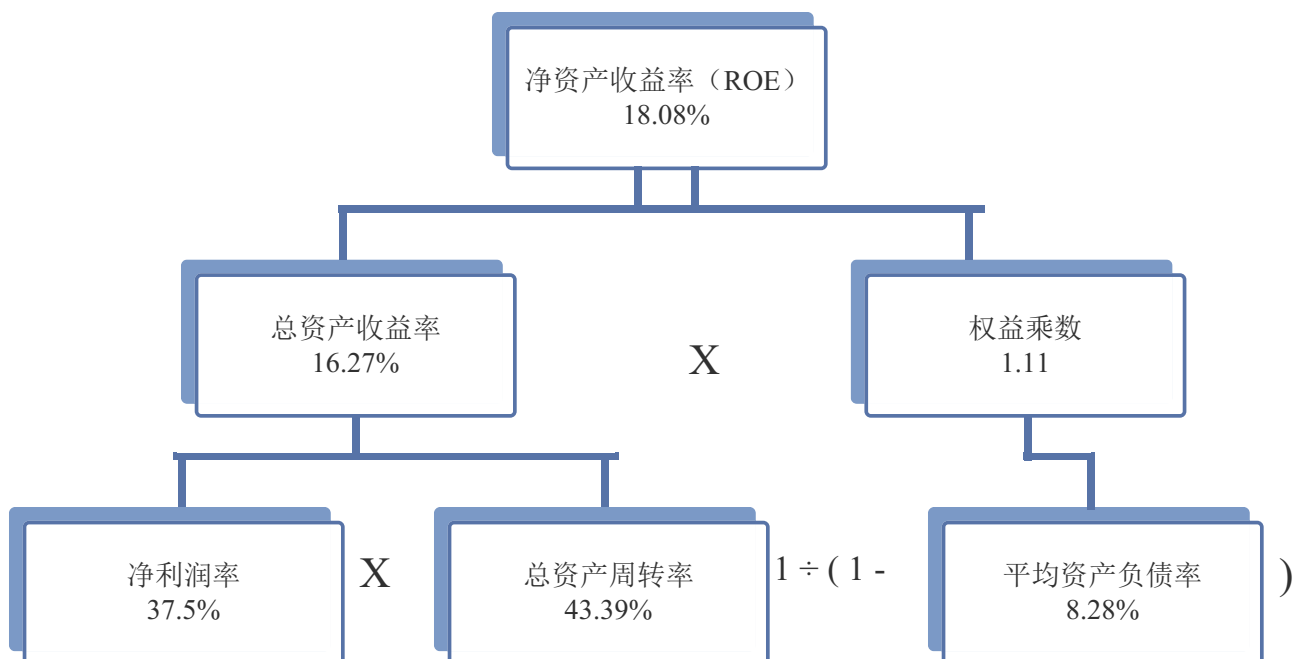 净资产收益率（ROE）
18.08%
总资产收益率
16.27%
X
权益乘数
1.11
净利润率
37.5%
X
总资产周转率
43.39%
1 ÷ ( 1 -
平均资产负债率
8.28%
)